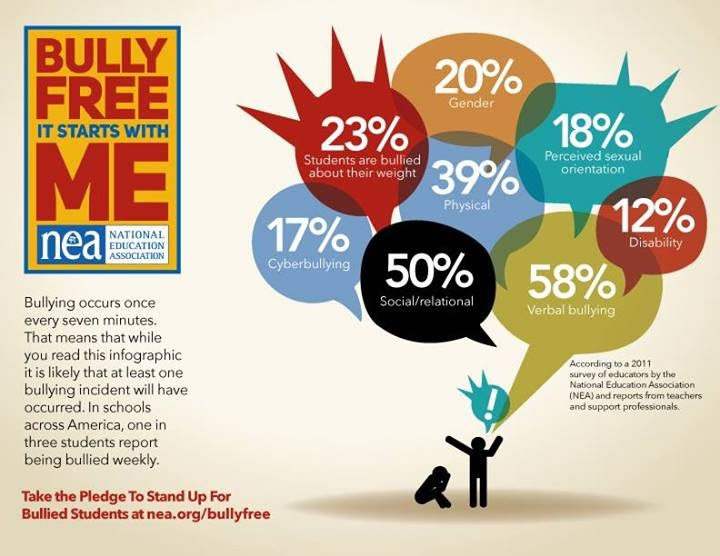 BULLY
FREE
IT STARTS WITH
ME
nea NATIONAL
EDUCATION
ASSOCIATION
Bullying occurs once
every seven minutes.
That means that while
you read this infographic
it is likely that at least one
bullying incident will have
occurred. In schools
across America, one in
three students report
being bullied weekly.
Take the Pledge To Stand Up For
Bullied Students at nea.org/bullyfree
20%
Gender
23%
Students are bullied
about their weight
18%
Perceived sexual
orientation
39%
Physical
12%
Disability
17%
Cyberbullying
50%
Social/relational
58%
Verbal bullying
According to a 2011
survey of educators by the
National Education Association
(NEA) and reports from teachers
and support professionals.
!